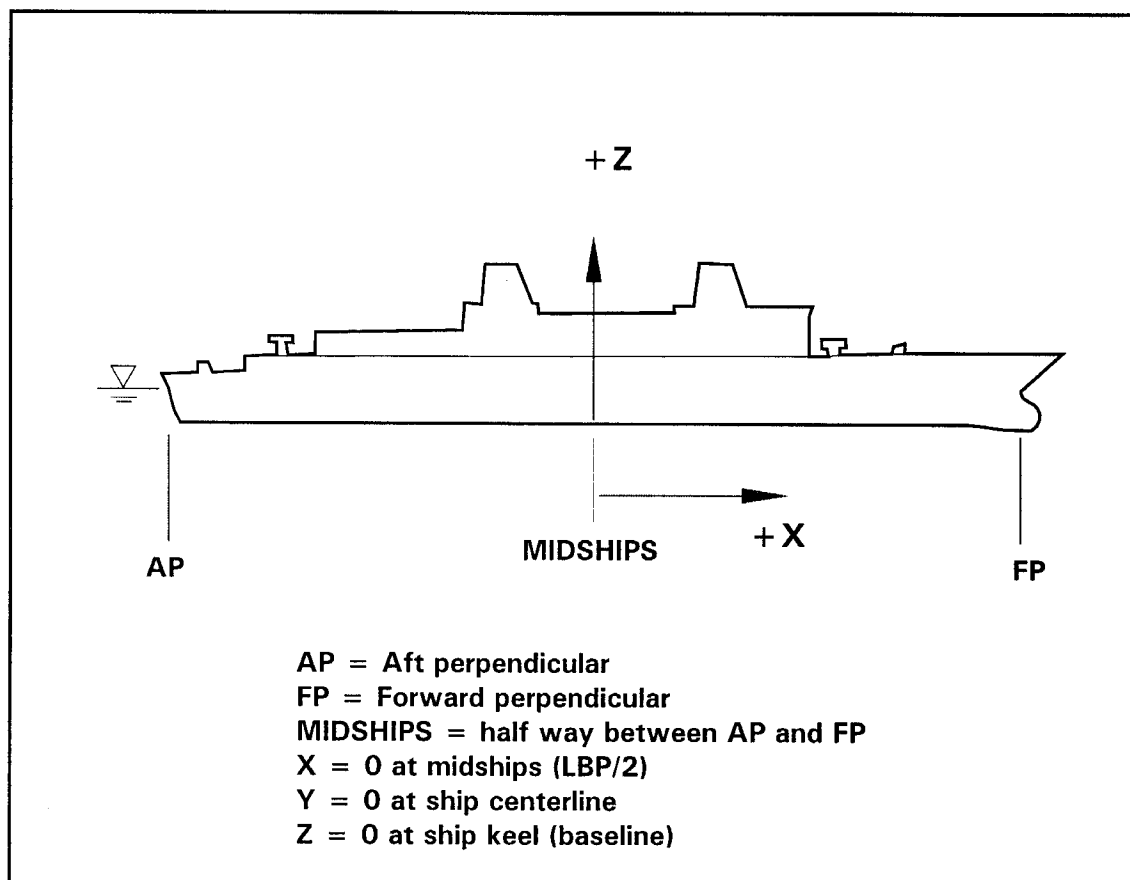 +Z
MIDSHIPS
+X
AP
FP
AP = Aft perpendicular
FP = Forward perpendicular
MIDSHIPS = half way between AP and FP
X = 0 at midships (LBP/2)
Y = 0 at ship centerline
Z = 0 at ship keel (baseline)